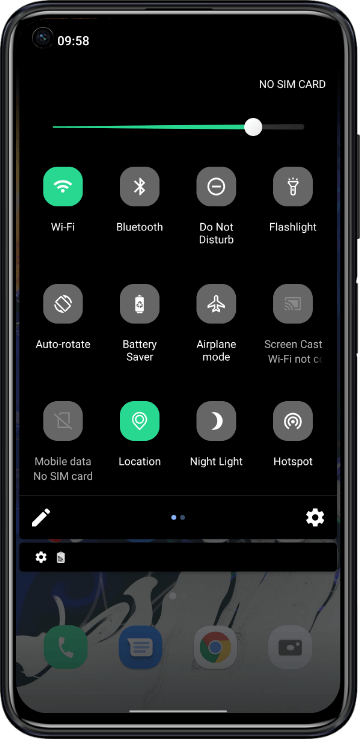 09:58
NO SIM CARD
Wi-Fi
Bluetooth
Do Not
Disturb
Flashlight
Auto-rotate
Battery
Saver
Airplane
mode
Screen Cast
Wi-Fi not c
Mobile data
No SIM card
Location
Night Light
Hotspot